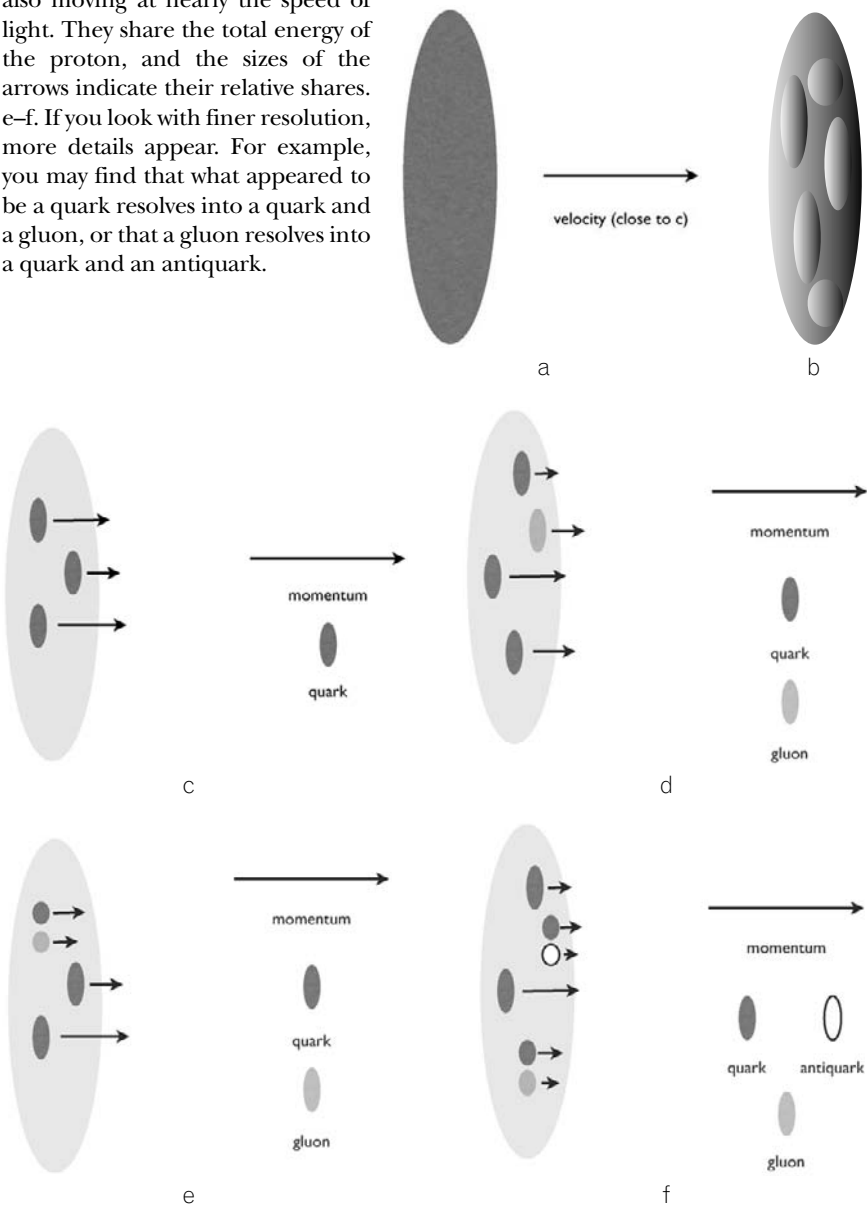 also moving at nearly the speed of
light. They share the total energy of
the proton, and the sizes of the
arrows indicate their relative shares.
e–f. If you look with finer resolution,
more details appear. For example,
you may find that what appeared to
be a quark resolves into a quark and
a gluon, or that a gluon resolves into
a quark and an antiquark.
velocity (close to c)
a
b
momentum
quark
c
momentum
quark
gluon
d
momentum
quark
gluon
e
momentum
quark antiquark
gluon
f